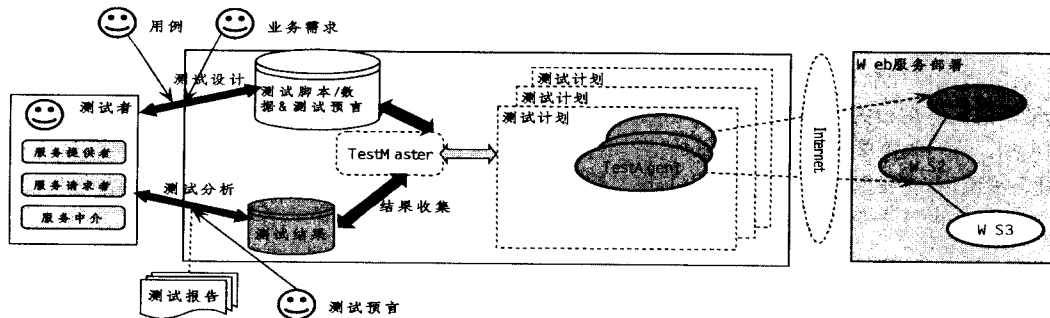 用例
业务需求
测试设计
测试者
服务提供者
服务请求者
服务中介
测试脚本/数
据&测试预言
TestMaster
测试分析
结果收集
测试结果
测试报告
测试预言
测试计划
测试计划
测试计划
TestAgent
Internet
Web服务部署
WS2
WS3